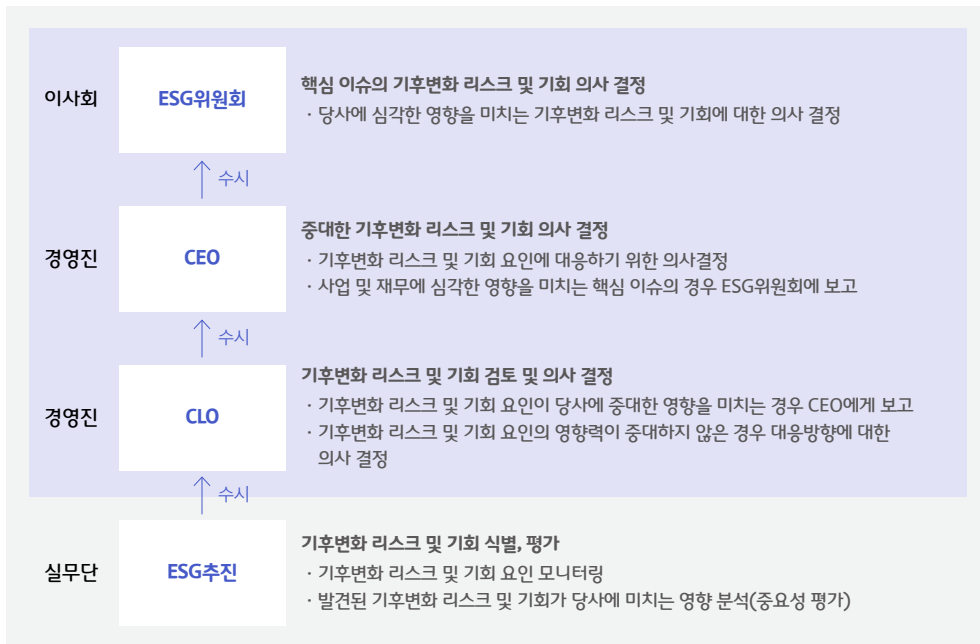 이사회
ESG위원회
핵심 이슈의 기후변화 리스크 및 기회 의사 결정
· 당사에 심각한 영향을 미치는 기후변화 리스크 및 기회에 대한 의사 결정
수시
경영진
CEO
중대한 기후변화 리스크 및 기회 의사 결정
· 기후변화 리스크 및 기회 요인에 대응하기 위한 의사결정
· 사업 및 재무에 심각한 영향을 미치는 핵심 이슈의 경우 ESG위원회에 보고
수시
경영진
CLO
기후변화 리스크 및 기회 검토 및 의사 결정
· 기후변화 리스크 및 기회 요인이 당사에 중대한 영향을 미치는 경우 CEO에게 보고
· 기후변화 리스크 및 기회 요인의 영향력이 중대하지 않은 경우 대응방향에 대한
의사 결정
수시
실무단
ESG추진
기후변화 리스크 및 기회 식별, 평가
· 기후변화 리스크 및 기회 요인 모니터링
· 발견된 기후변화 리스크 및 기회가 당사에 미치는 영향 분석(중요성 평가)